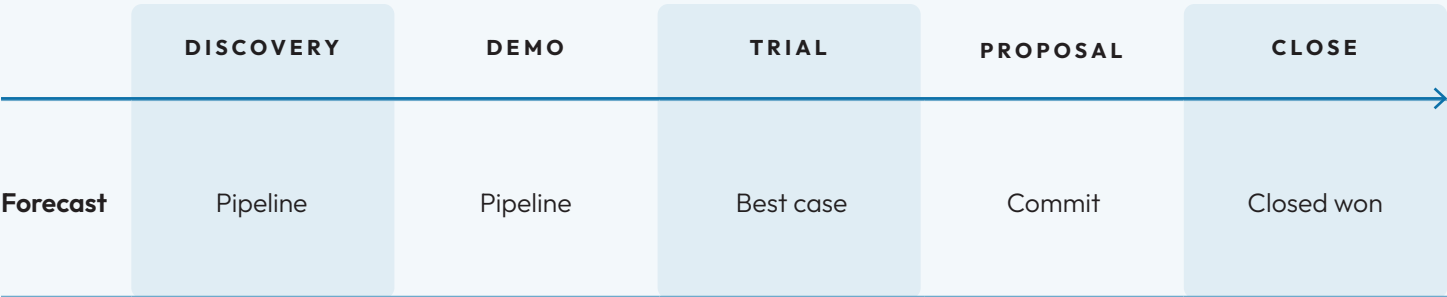 DISCOVERY DEMO TRIAL PROPOSAL CLOSE
Forecast Pipeline Pipeline Best case Commit Closed won